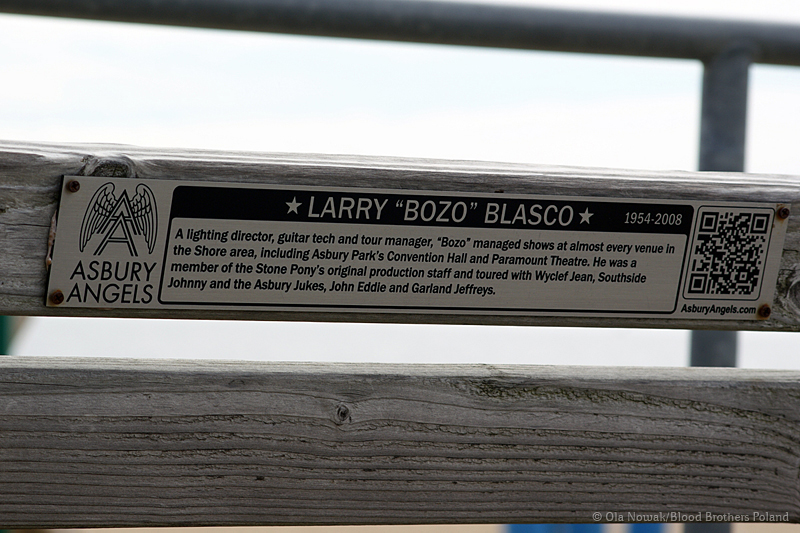 ★ LARRY “BOZO” BLASCO ★ 1954-2008
A lighting director, guitar tech and tour manager, “Bozo” managed shows at almost every venue in
the Shore area, including Asbury Park’s Convention Hall and Paramount Theatre. He was a
member of the Stone Pony’s original production staff and toured with Wyclef Jean, Southside
Johnny and the Asbury Jukes, John Eddie and Garland Jeffreys.
ASBURY
ANGELS
AsburyAngels.com
© Ola Nowak/Blood Brothers Poland